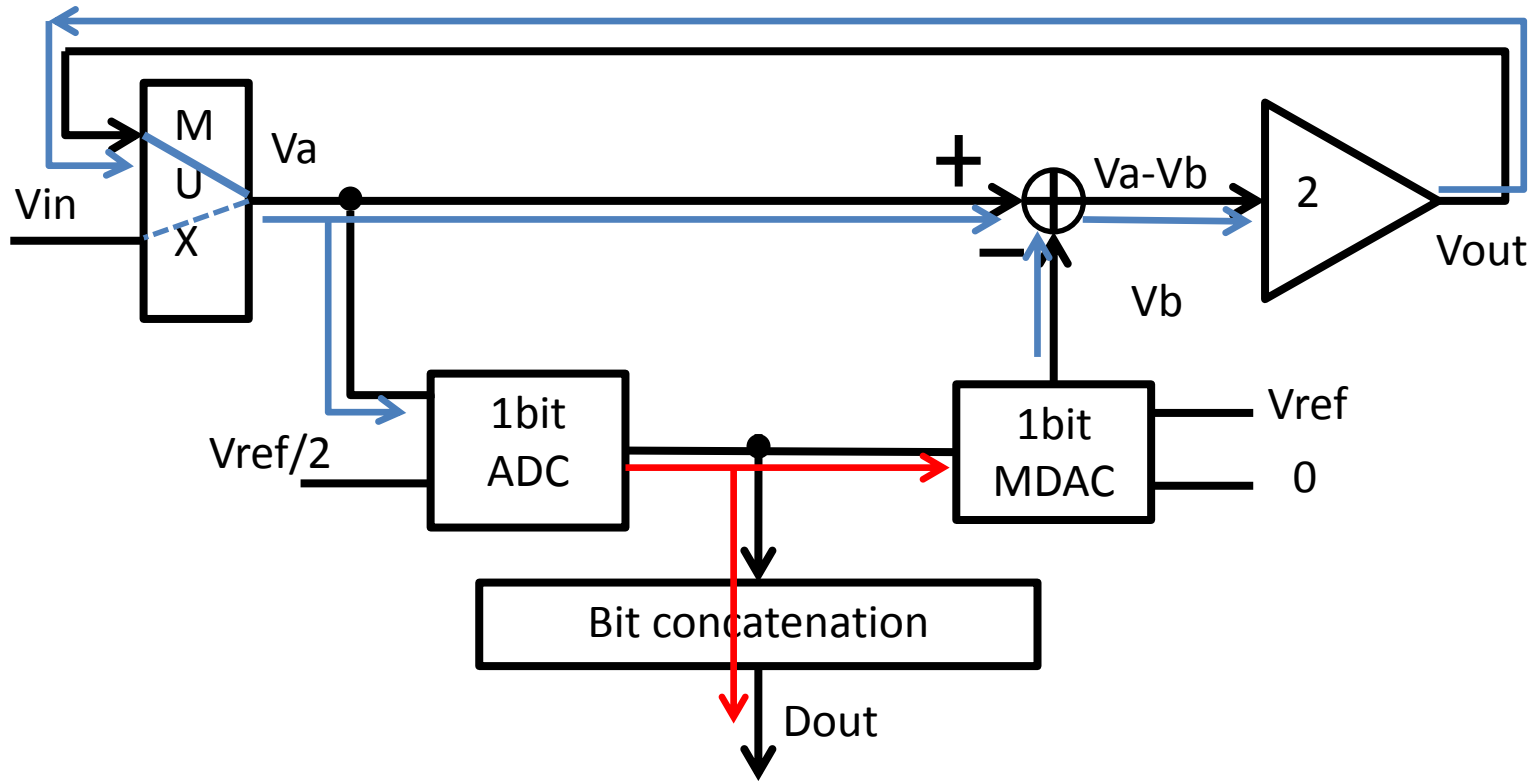 M
U
X
Va
Vin
+
Va-Vb
2
−
Vout
Vb
1bit
ADC
Vref/2
1bit
MDAC
Vref
0
Bit concatenation
Dout